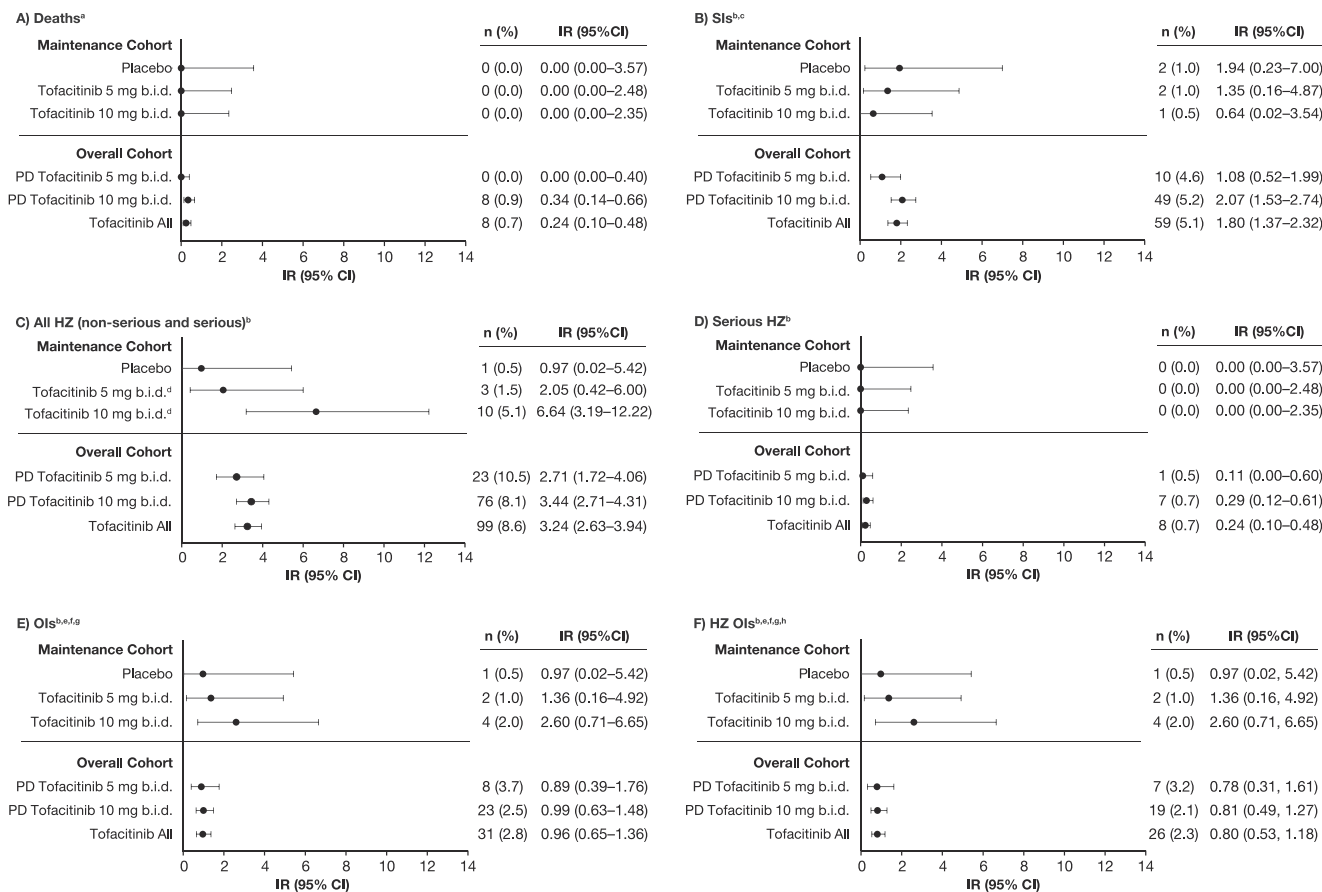 A) Deathsᵃ
n (%) IR (95%CI)
Maintenance Cohort
Placebo 0 (0.0) 0.00 (0.00–3.57)
Tofacitinib 5 mg b.i.d. 0 (0.0) 0.00 (0.00–2.48)
Tofacitinib 10 mg b.i.d. 0 (0.0) 0.00 (0.00–2.35)
Overall Cohort
PD Tofacitinib 5 mg b.i.d. 0 (0.0) 0.00 (0.00–0.40)
PD Tofacitinib 10 mg b.i.d. 8 (0.9) 0.34 (0.14–0.66)
Tofacitinib All 8 (0.7) 0.24 (0.10–0.48)
0 2 4 6 8 10 12 14
IR (95% CI)
B) SIsᵇ,ᶜ
n (%) IR (95%CI)
Maintenance Cohort
Placebo 2 (1.0) 1.94 (0.23–7.00)
Tofacitinib 5 mg b.i.d. 2 (1.0) 1.35 (0.16–4.87)
Tofacitinib 10 mg b.i.d. 1 (0.5) 0.64 (0.02–3.54)
Overall Cohort
PD Tofacitinib 5 mg b.i.d. 10 (4.6) 1.08 (0.52–1.99)
PD Tofacitinib 10 mg b.i.d. 49 (5.2) 2.07 (1.53–2.74)
Tofacitinib All 59 (5.1) 1.80 (1.37–2.32)
0 2 4 6 8 10 12 14
IR (95% CI)
C) All HZ (non-serious and serious)ᵇ
n (%) IR (95%CI)
Maintenance Cohort
Placebo 1 (0.5) 0.97 (0.02–5.42)
Tofacitinib 5 mg b.i.d.ᵈ 3 (1.5) 2.05 (0.42–6.00)
Tofacitinib 10 mg b.i.d.ᵈ 10 (5.1) 6.64 (3.19–12.22)
Overall Cohort
PD Tofacitinib 5 mg b.i.d. 23 (10.5) 2.71 (1.72–4.06)
PD Tofacitinib 10 mg b.i.d. 76 (8.1) 3.44 (2.71–4.31)
Tofacitinib All 99 (8.6) 3.24 (2.63–3.94)
0 2 4 6 8 10 12 14
IR (95% CI)
D) Serious HZᵇ
n (%) IR (95%CI)
Maintenance Cohort
Placebo 0 (0.0) 0.00 (0.00–3.57)
Tofacitinib 5 mg b.i.d. 0 (0.0) 0.00 (0.00–2.48)
Tofacitinib 10 mg b.i.d. 0 (0.0) 0.00 (0.00–2.35)
Overall Cohort
PD Tofacitinib 5 mg b.i.d. 1 (0.5) 0.11 (0.00–0.60)
PD Tofacitinib 10 mg b.i.d. 7 (0.7) 0.29 (0.12–0.61)
Tofacitinib All 8 (0.7) 0.24 (0.10–0.48)
0 2 4 6 8 10 12 14
IR (95% CI)
E) OIsᵇ,ᵉ,ᶠ,ᵍ
n (%) IR (95%CI)
Maintenance Cohort
Placebo 1 (0.5) 0.97 (0.02–5.42)
Tofacitinib 5 mg b.i.d. 2 (1.0) 1.36 (0.16–4.92)
Tofacitinib 10 mg b.i.d. 4 (2.0) 2.60 (0.71–6.65)
Overall Cohort
PD Tofacitinib 5 mg b.i.d. 8 (3.7) 0.89 (0.39–1.76)
PD Tofacitinib 10 mg b.i.d. 23 (2.5) 0.99 (0.63–1.48)
Tofacitinib All 31 (2.8) 0.96 (0.65–1.36)
0 2 4 6 8 10 12 14
IR (95% CI)
F) HZ OIsᵇ,ᵉ,ᶠ,ᵍ,ʰ
n (%) IR (95%CI)
Maintenance Cohort
Placebo 1 (0.5) 0.97 (0.02, 5.42)
Tofacitinib 5 mg b.i.d. 2 (1.0) 1.36 (0.16, 4.92)
Tofacitinib 10 mg b.i.d. 4 (2.0) 2.60 (0.71, 6.65)
Overall Cohort
PD Tofacitinib 5 mg b.i.d. 7 (3.2) 0.78 (0.31, 1.61)
PD Tofacitinib 10 mg b.i.d. 19 (2.1) 0.81 (0.49, 1.27)
Tofacitinib All 26 (2.3) 0.80 (0.53, 1.18)
0 2 4 6 8 10 12 14
IR (95% CI)